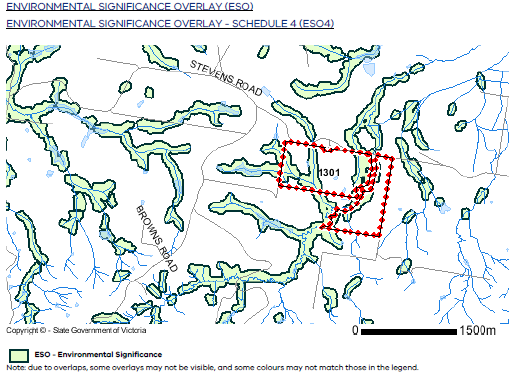 ENVIRONMENTAL SIGNIFICANCE OVERLAY (ESO)
ENVIRONMENTAL SIGNIFICANCE OVERLAY - SCHEDULE 4 (ESO4)
STEVENS ROAD
1301
BROWNS ROAD
Copyright © - State Government of Victoria
0 1500m
ESO - Environmental Significance
Note: due to overlaps, some overlays may not be visible, and some colours may not match those in the legend.